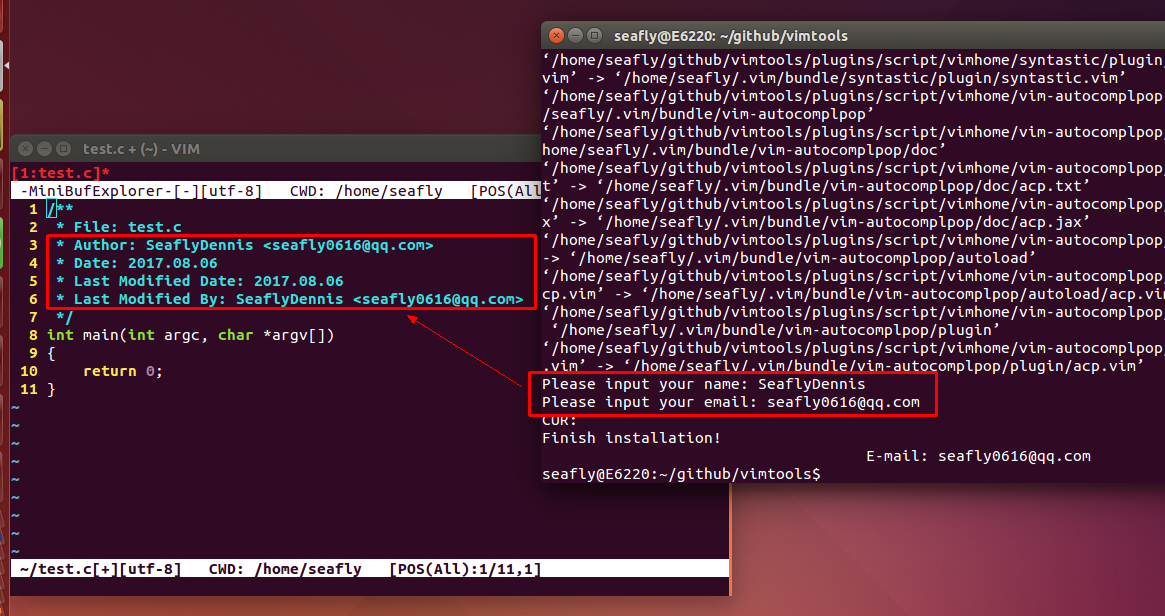 seafly@E6220: ~/github/vimtools
‘/home/seafly/github/vimtools/plugins/script/vimhome/syntastic/plugin/
vim’ -> ‘/home/seafly/.vim/bundle/syntastic/plugin/syntastic.vim’
‘/home/seafly/github/vimtools/plugins/script/vimhome/vim-autocomplpop
/seafly/.vim/bundle/vim-autocomplpop’
‘/home/seafly/github/vimtools/plugins/script/vimhome/vim-autocomplpop/
home/seafly/.vim/bundle/vim-autocomplpop/doc’
‘/home/seafly/github/vimtools/plugins/script/vimhome/vim-autocomplpop/
t’ -> ‘/home/seafly/.vim/bundle/vim-autocomplpop/doc/acp.txt’
‘/home/seafly/github/vimtools/plugins/script/vimhome/vim-autocomplpop/
x’ -> ‘/home/seafly/.vim/bundle/vim-autocomplpop/doc/acp.jax’
‘/home/seafly/github/vimtools/plugins/script/vimhome/vim-autocomplpop/
-> ‘/home/seafly/.vim/bundle/vim-autocomplpop/autoload’
‘/home/seafly/github/vimtools/plugins/script/vimhome/vim-autocomplpop/
cp.vim’ -> ‘/home/seafly/.vim/bundle/vim-autocomplpop/autoload/acp.vim
‘/home/seafly/github/vimtools/plugins/script/vimhome/vim-autocomplpop/
‘/home/seafly/.vim/bundle/vim-autocomplpop/plugin’
‘/home/seafly/github/vimtools/plugins/script/vimhome/vim-autocomplpop/
.vim’ -> ‘/home/seafly/.vim/bundle/vim-autocomplpop/plugin/acp.vim’
Please input your name: SeaflyDennis
Please input your email: seafly0616@qq.com
CUR:
Finish installation!
E-mail: seafly0616@qq.com
seafly@E6220:~/github/vimtools$
test.c + (~) - VIM
[1:test.c]*
-MiniBufExplorer-[-][utf-8] CWD: /home/seafly [POS(All
1 /**
2 * File: test.c
3 * Author: SeaflyDennis <seafly0616@qq.com>
4 * Date: 2017.08.06
5 * Last Modified Date: 2017.08.06
6 * Last Modified By: SeaflyDennis <seafly0616@qq.com>
7 */
8 int main(int argc, char *argv[])
9 {
10 return 0;
11 }
~
~
~
~
~
~
~
~
~
~/test.c[+][utf-8] CWD: /home/seafly [POS(All):1/11,1]